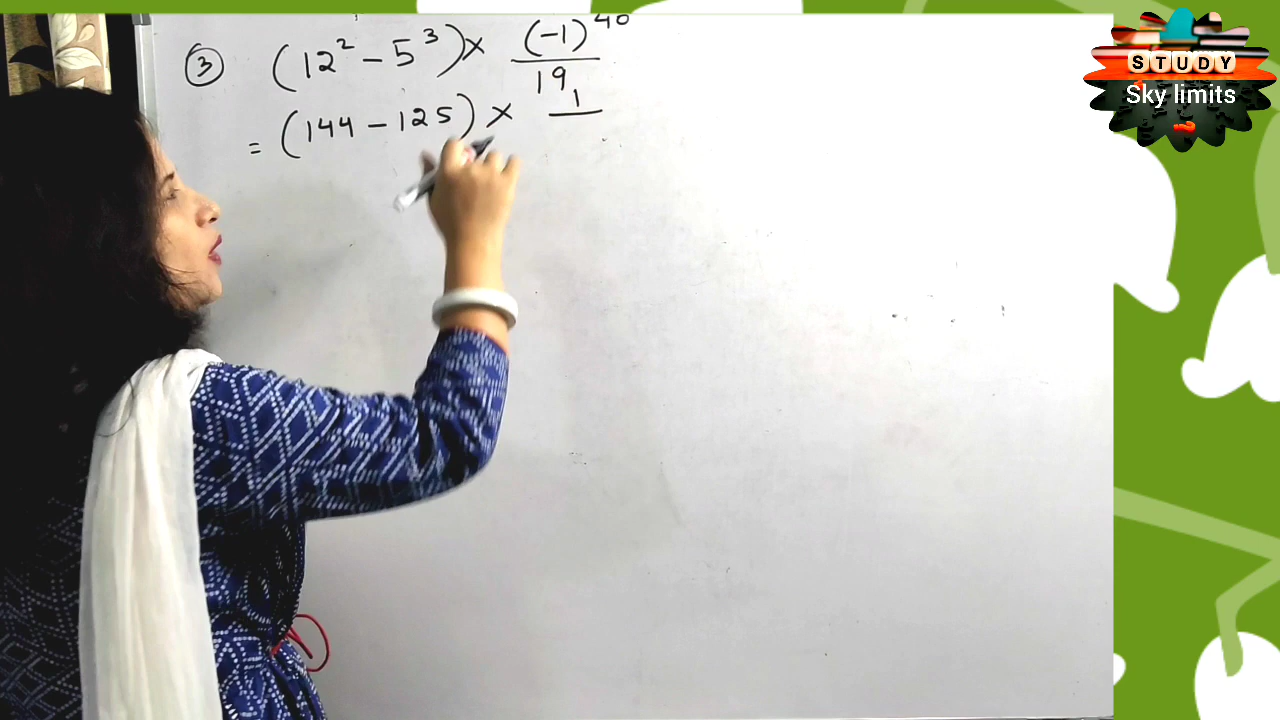 ③ (12² − 5³) × (−1)⁴⁰ / 19
= (144 − 125) × 1 /
STUDY
Sky limits